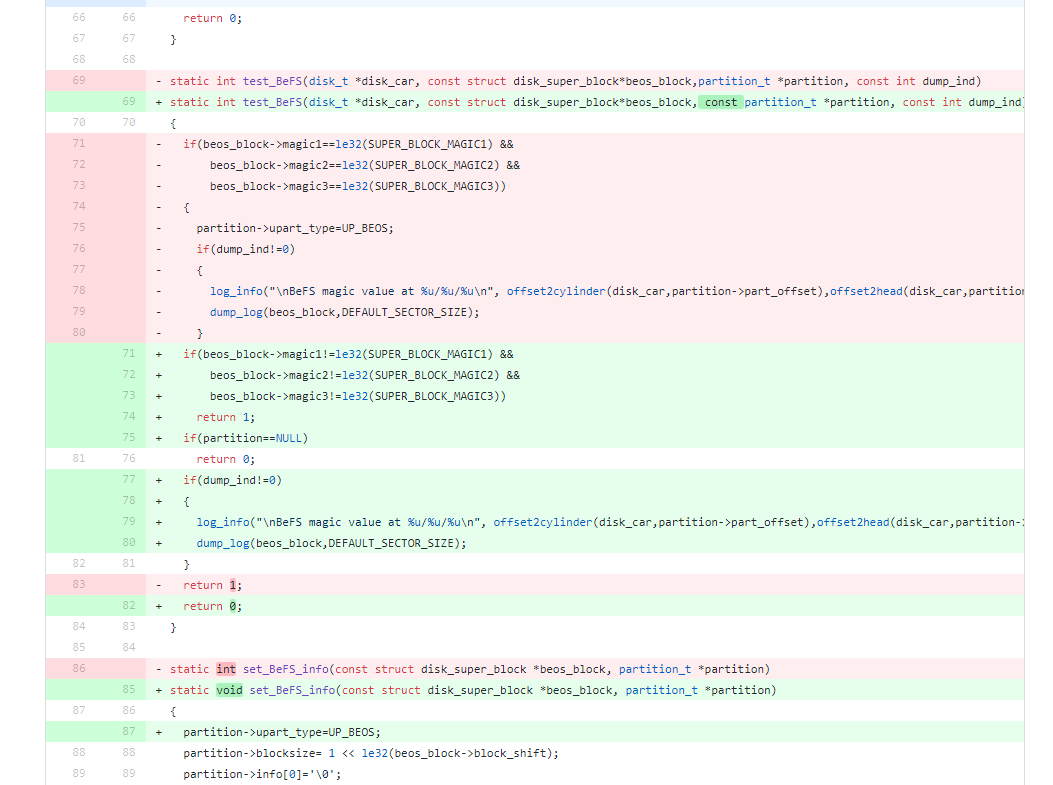 66 66 return 0;
67 67 }
68 68
69 - static int test_BeFS(disk_t *disk_car, const struct disk_super_block*beos_block,partition_t *partition, const int dump_ind)
69 + static int test_BeFS(disk_t *disk_car, const struct disk_super_block*beos_block, const partition_t *partition, const int dump_ind)
70 70 {
71 - if(beos_block->magic1==le32(SUPER_BLOCK_MAGIC1) &&
72 - beos_block->magic2==le32(SUPER_BLOCK_MAGIC2) &&
73 - beos_block->magic3==le32(SUPER_BLOCK_MAGIC3))
74 - {
75 - partition->upart_type=UP_BEOS;
76 - if(dump_ind!=0)
77 - {
78 - log_info("\nBeFS magic value at %u/%u/%u\n", offset2cylinder(disk_car,partition->part_offset),offset2head(disk_car,partition
79 - dump_log(beos_block,DEFAULT_SECTOR_SIZE);
80 - }
71 + if(beos_block->magic1!=le32(SUPER_BLOCK_MAGIC1) &&
72 + beos_block->magic2!=le32(SUPER_BLOCK_MAGIC2) &&
73 + beos_block->magic3!=le32(SUPER_BLOCK_MAGIC3))
74 + return 1;
75 + if(partition==NULL)
81 76 return 0;
77 + if(dump_ind!=0)
78 + {
79 + log_info("\nBeFS magic value at %u/%u/%u\n", offset2cylinder(disk_car,partition->part_offset),offset2head(disk_car,partition-
80 + dump_log(beos_block,DEFAULT_SECTOR_SIZE);
82 81 }
83 - return 1;
82 + return 0;
84 83 }
85 84
86 - static int set_BeFS_info(const struct disk_super_block *beos_block, partition_t *partition)
85 + static void set_BeFS_info(const struct disk_super_block *beos_block, partition_t *partition)
87 86 {
87 + partition->upart_type=UP_BEOS;
88 88 partition->blocksize= 1 << le32(beos_block->block_shift);
89 89 partition->info[0]='\0';